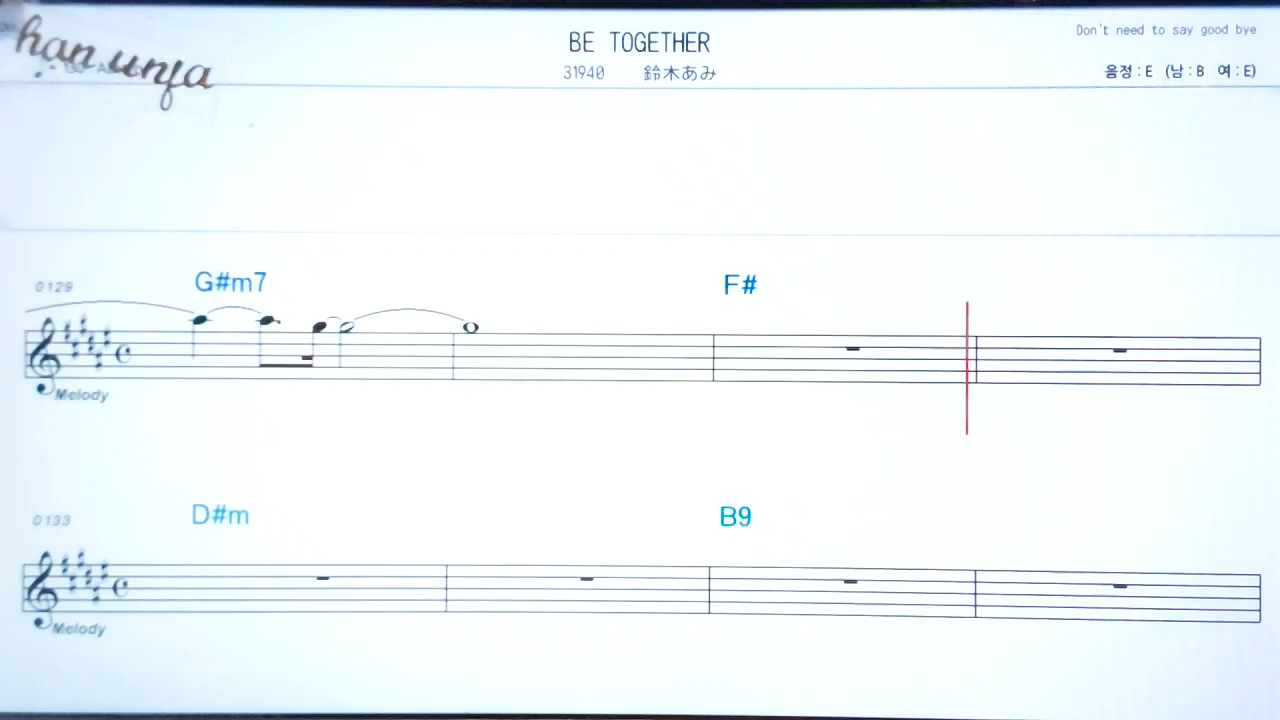 han unja
BE TOGETHER
Don't need to say good bye
31940 鈴木あみ
음정:E (남:B 여:E)
0129
G#m7
F#
Melody
0133
D#m
B9
Melody